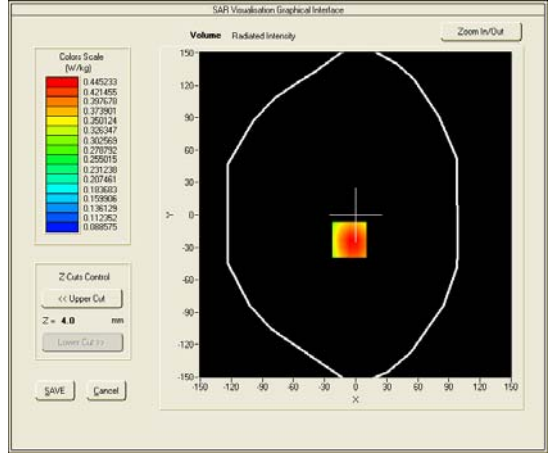 SAR Visualisation Graphical Interface
Volume Radiated Intensity
Zoom In/Out
Colors Scale
(W/kg)
0.445233
0.421455
0.397678
0.373901
0.350124
0.326347
0.302569
0.278792
0.255015
0.231238
0.207461
0.183683
0.159906
0.136129
0.112352
0.088575
150
120
90
60
30
0
-30
-60
-90
-120
-150
Y
-150 -120 -90 -60 -30 0 30 60 90 120 150
X
Z Cuts Control
<< Upper Cut
Z = 4.0 mm
Lower Cut >>
SAVE Cancel